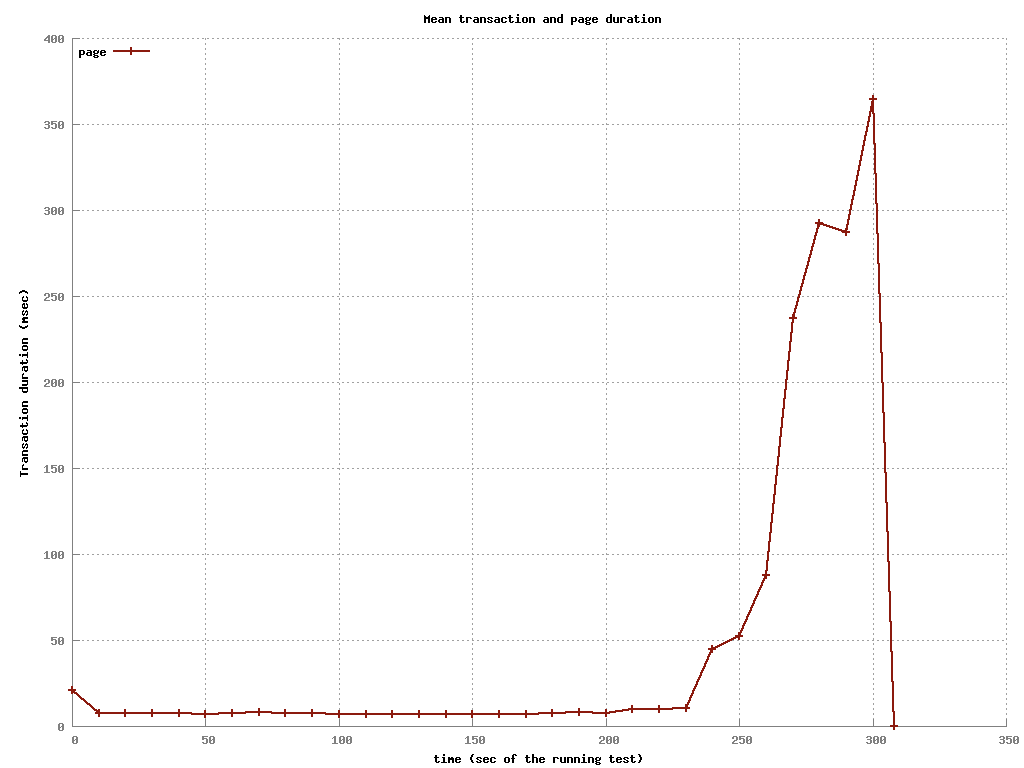 Mean transaction and page duration
page
400
350
300
250
200
150
100
50
0
Transaction duration (msec)
0 50 100 150 200 250 300 350
time (sec of the running test)